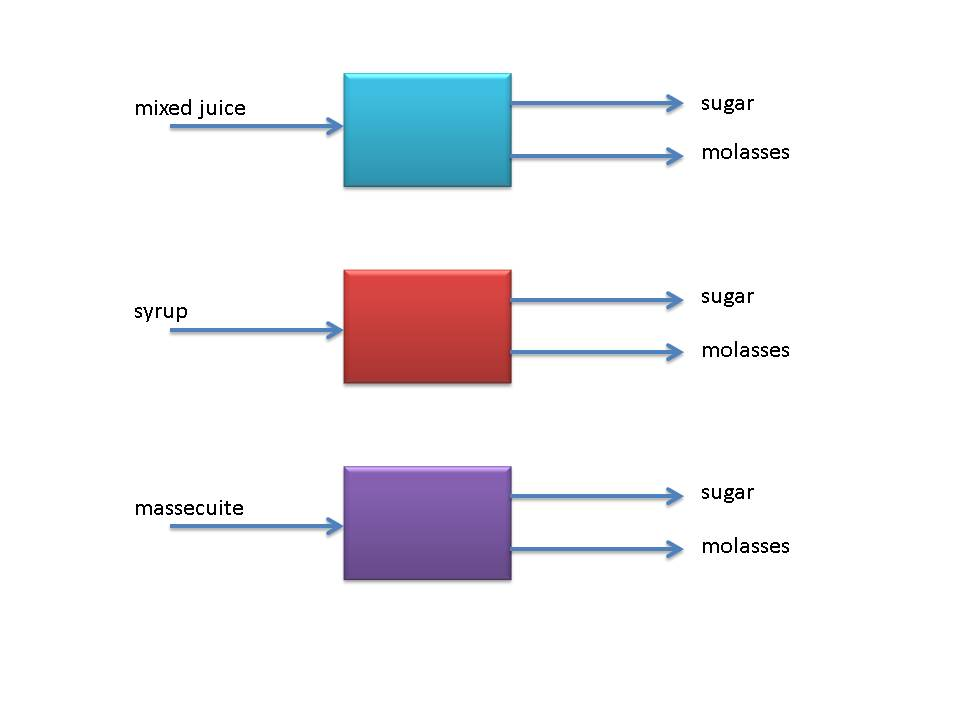 mixed juice
sugar
molasses
syrup
sugar
molasses
massecuite
sugar
molasses